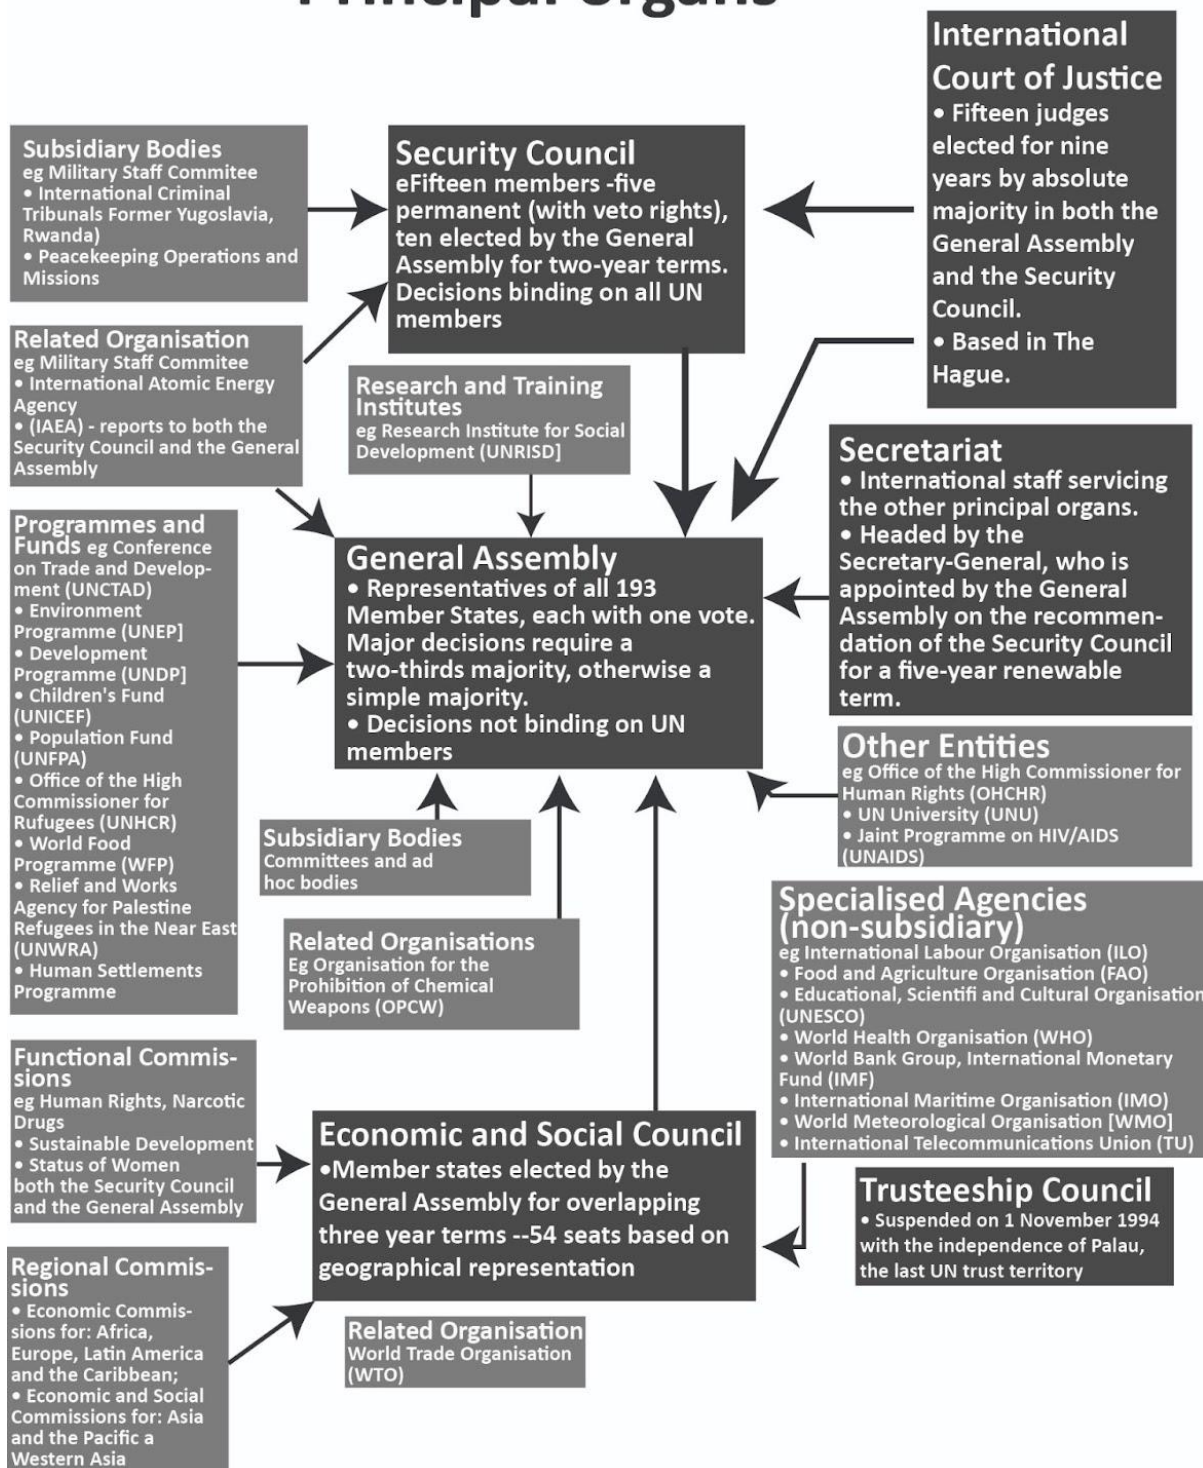 Principal Organs
International
Court of Justice
• Fifteen judges
elected for nine
years by absolute
majority in both the
General Assembly
and the Security
Council.
• Based in The
Hague.
Subsidiary Bodies
eg Military Staff Commitee
• International Criminal
Tribunals Former Yugoslavia,
Rwanda)
• Peacekeeping Operations and
Missions
Security Council
eFifteen members -five
permanent (with veto rights),
ten elected by the General
Assembly for two-year terms.
Decisions binding on all UN
members
Related Organisation
eg Military Staff Commitee
• International Atomic Energy
Agency
• (IAEA) - reports to both the
Security Council and the General
Assembly
Research and Training
Institutes
eg Research Institute for Social
Development (UNRISD]
Secretariat
• International staff servicing
the other principal organs.
• Headed by the
Secretary-General, who is
appointed by the General
Assembly on the recommen-
dation of the Security Council
for a five-year renewable
term.
Programmes and
Funds eg Conference
on Trade and Develop-
ment (UNCTAD)
• Environment
Programme (UNEP]
• Development
Programme (UNDP]
• Children's Fund
(UNICEF)
• Population Fund
(UNFPA)
• Office of the High
Commissioner for
Rufugees (UNHCR)
• World Food
Programme (WFP)
• Relief and Works
Agency for Palestine
Refugees in the Near East
(UNWRA)
• Human Settlements
Programme
General Assembly
• Representatives of all 193
Member States, each with one vote.
Major decisions require a
two-thirds majority, otherwise a
simple majority.
• Decisions not binding on UN
members
Other Entities
eg Office of the High Commissioner for
Human Rights (OHCHR)
• UN University (UNU)
• Jaint Programme on HIV/AIDS
(UNAIDS)
Subsidiary Bodies
Committees and ad
hoc bodies
Related Organisations
Eg Organisation for the
Prohibition of Chemical
Weapons (OPCW)
Specialised Agencies
(non-subsidiary)
eg International Labour Organisation (ILO)
• Food and Agriculture Organisation (FAO)
• Educational, Scientifi and Cultural Organisation
(UNESCO)
• World Health Organisation (WHO)
• World Bank Group, International Monetary
Fund (IMF)
• International Maritime Organisation (IMO)
• World Meteorological Organisation [WMO]
• International Telecommunications Union (TU)
Functional Commis-
sions
eg Human Rights, Narcotic
Drugs
• Sustainable Development
• Status of Women
both the Security Council
and the General Assembly
Economic and Social Council
•Member states elected by the
General Assembly for overlapping
three year terms --54 seats based on
geographical representation
Trusteeship Council
• Suspended on 1 November 1994
with the independence of Palau,
the last UN trust territory
Regional Commis-
sions
• Economic Commis-
sions for: Africa,
Europe, Latin America
and the Caribbean;
• Economic and Social
Commissions for: Asia
and the Pacific a
Western Asia
Related Organisation
World Trade Organisation
(WTO)